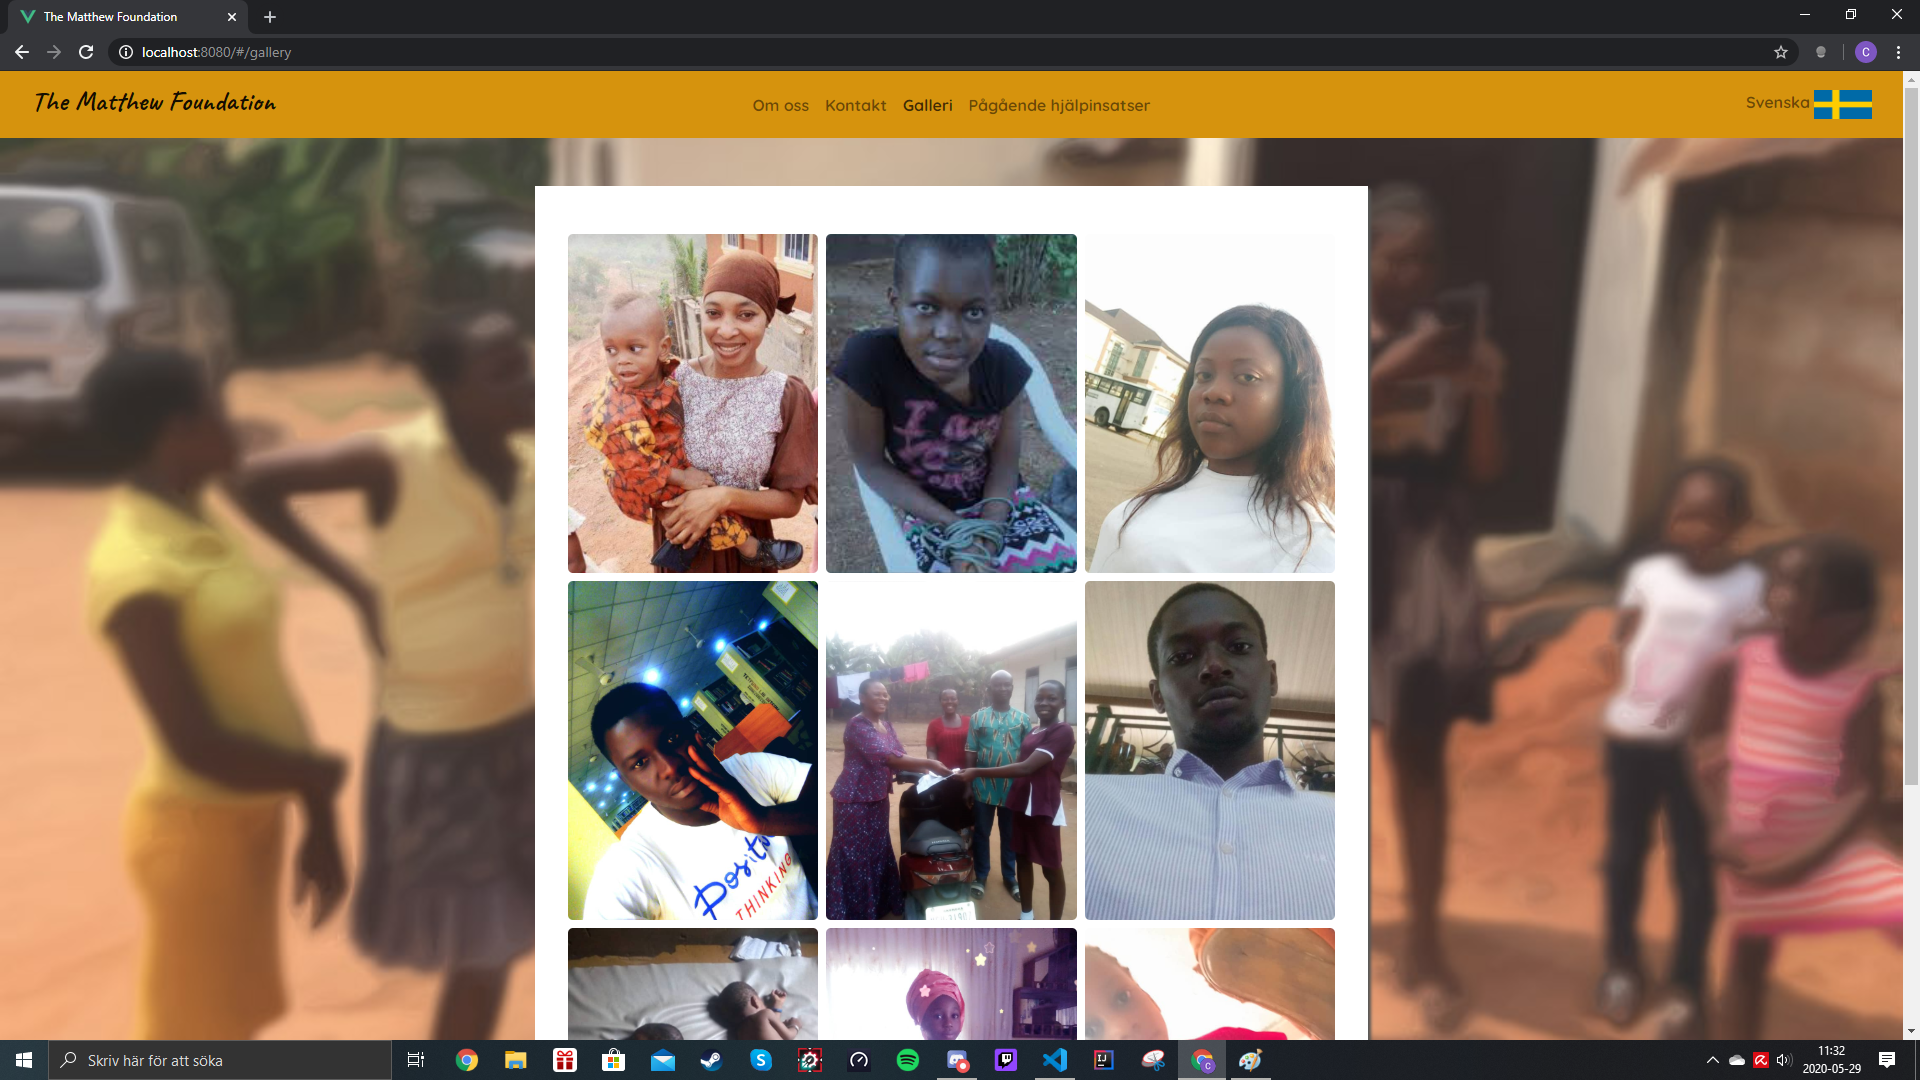 The Matthew Foundation
localhost:8080/#/gallery
C
The Matthew Foundation
Om oss Kontakt Galleri Pågående hjälpinsatser
Svenska
I am
Positive
THINKING
Skriv här för att söka
11:32
2020-05-29